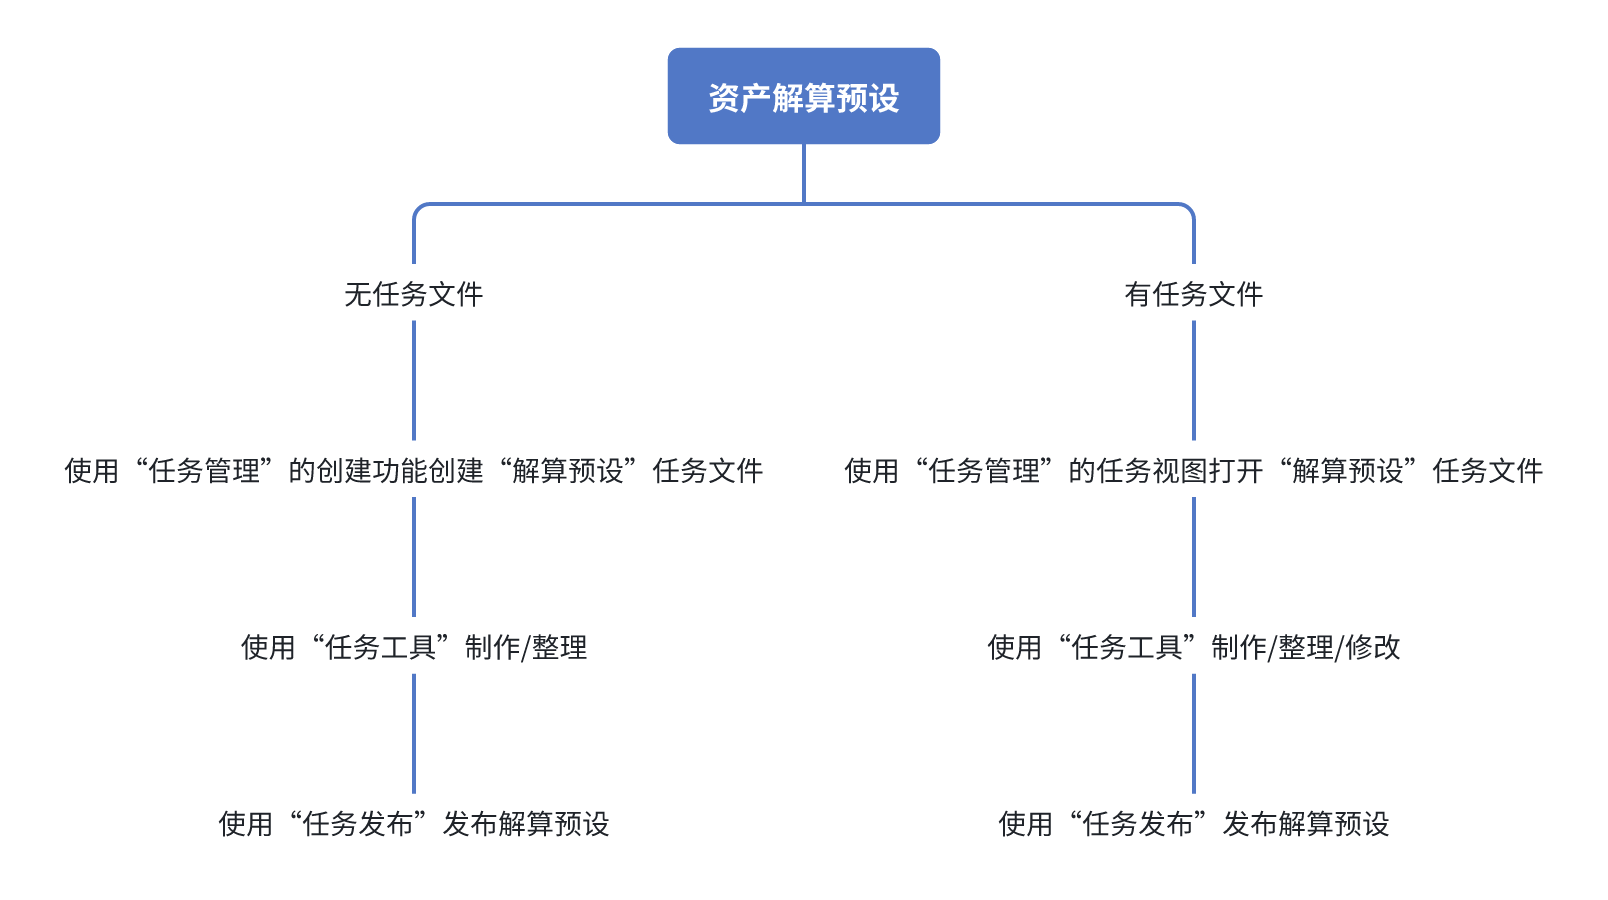 资产解算预设
无任务文件
有任务文件
使用“任务管理”的创建功能创建“解算预设”任务文件
使用“任务管理”的任务视图打开“解算预设”任务文件
使用“任务工具”制作/整理
使用“任务工具”制作/整理/修改
使用“任务发布”发布解算预设
使用“任务发布”发布解算预设